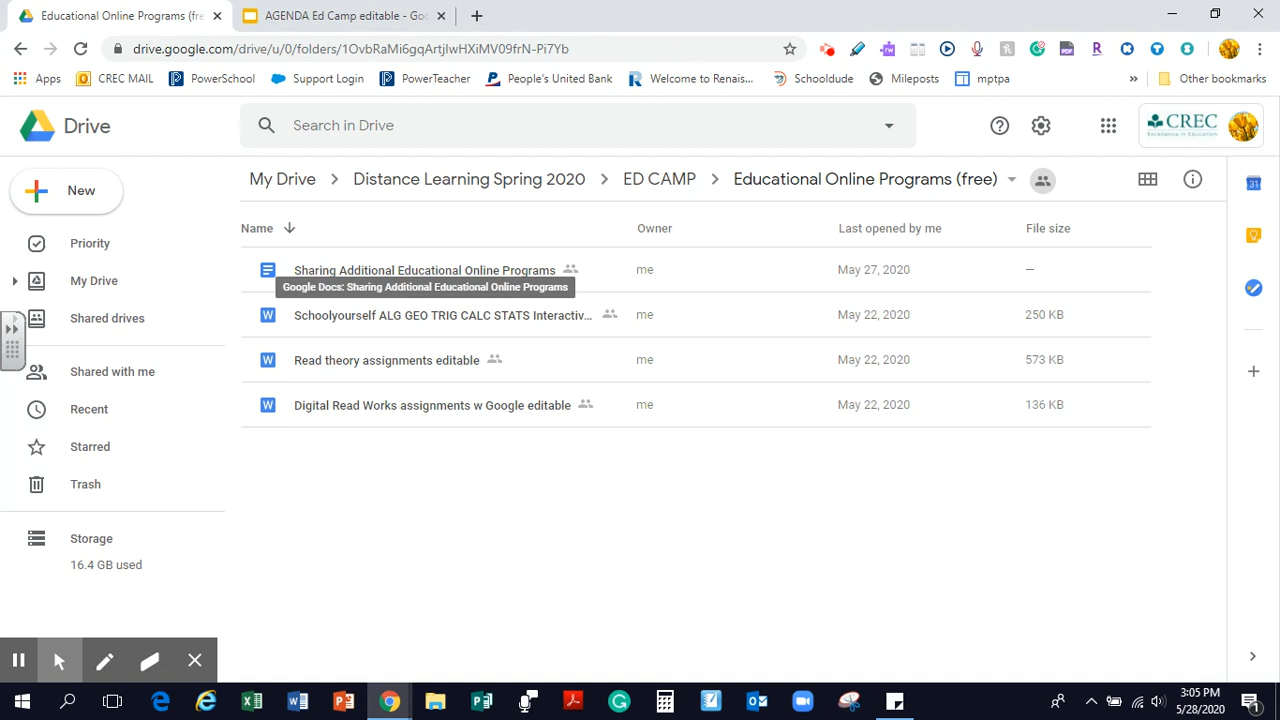 Educational Online Programs (fre
AGENDA Ed Camp editable - Goo
drive.google.com/drive/u/0/folders/1OvbRaMi6gqArtjIwHXiMV09frN-Pi7Yb
Apps
CREC MAIL
PowerSchool
Support Login
PowerTeacher
People's United Bank
Welcome to Renais...
Schooldude
Mileposts
mptpa
Other bookmarks
Drive
Search in Drive
CREC
Excellence in Education
New
My Drive > Distance Learning Spring 2020 > ED CAMP > Educational Online Programs (free)
Name Owner Last opened by me File size
Priority
My Drive
Shared drives
Shared with me
Recent
Starred
Trash
Storage
16.4 GB used
Sharing Additional Educational Online Programs me May 27, 2020 —
Google Docs: Sharing Additional Educational Online Programs
Schoolyourself ALG GEO TRIG CALC STATS Interactiv... me May 22, 2020 250 KB
Read theory assignments editable me May 22, 2020 573 KB
Digital Read Works assignments w Google editable me May 22, 2020 136 KB
3:05 PM
5/28/2020